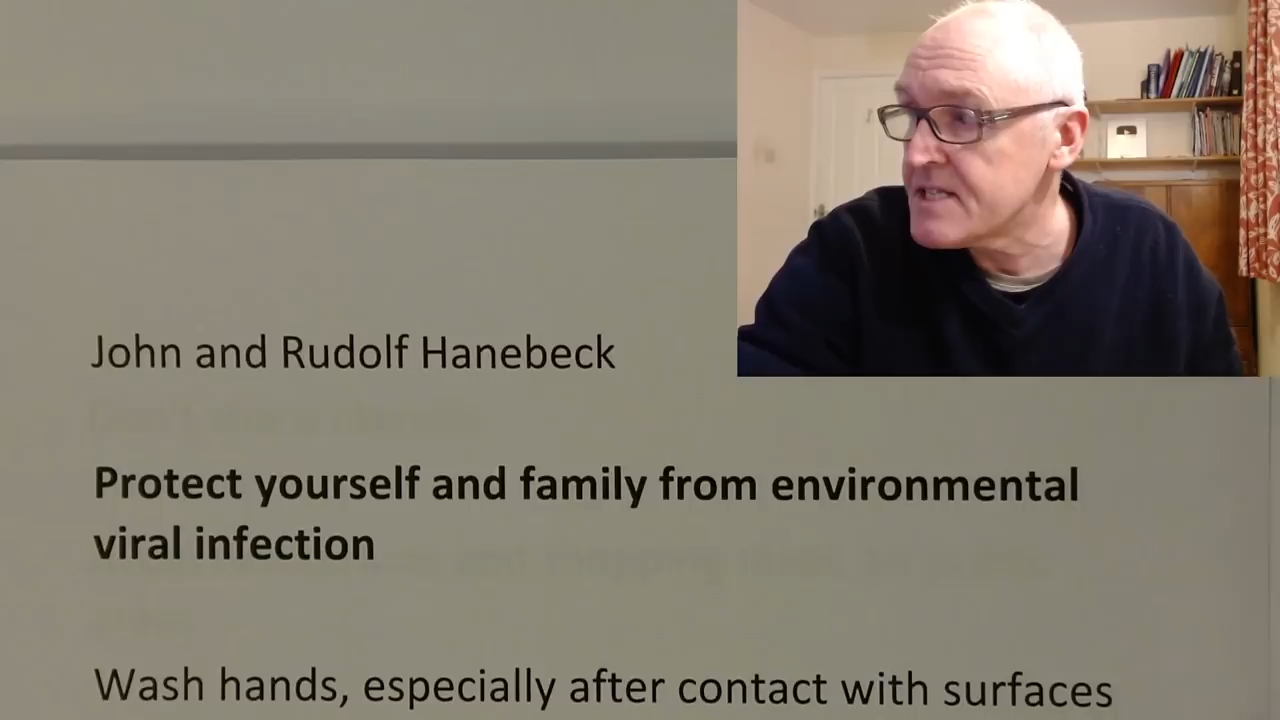 John and Rudolf Hanebeck
Protect yourself and family from environmental
viral infection
Wash hands, especially after contact with surfaces